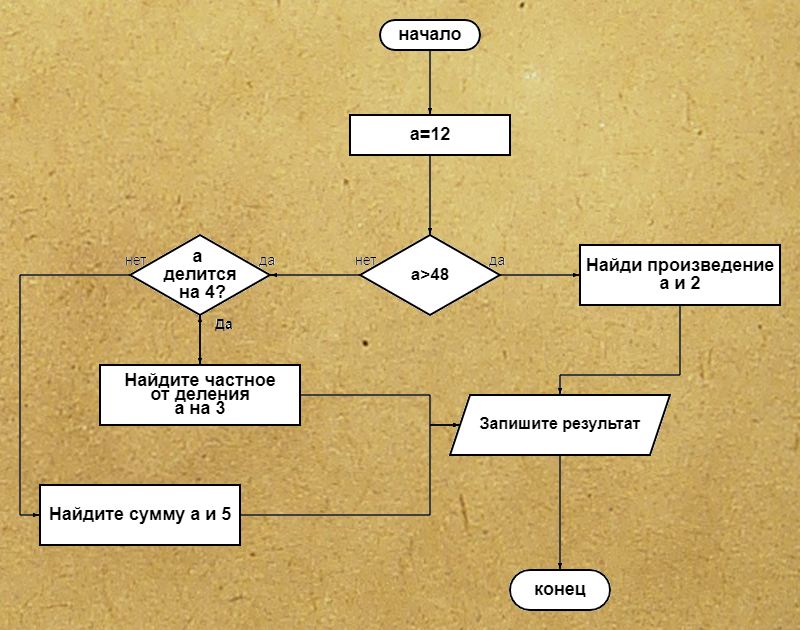 начало
a=12
a>48
нет
да
Найди произведение
а и 2
а
делится
на 4?
нет
да
Да
Найдите частное
от деления
а на 3
Запишите результат
Найдите сумму а и 5
конец